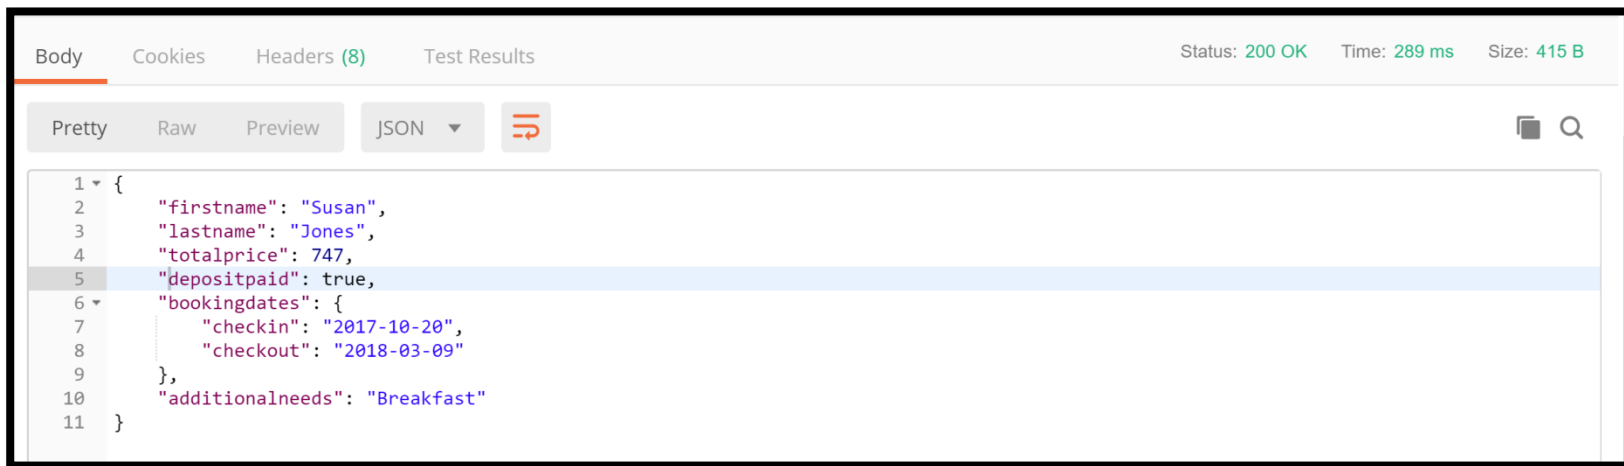 Body Cookies Headers (8) Test Results Status: 200 OK Time: 289 ms Size: 415 B
Pretty Raw Preview JSON
1 {
2 "firstname": "Susan",
3 "lastname": "Jones",
4 "totalprice": 747,
5 "depositpaid": true,
6 "bookingdates": {
7 "checkin": "2017-10-20",
8 "checkout": "2018-03-09"
9 },
10 "additionalneeds": "Breakfast"
11 }